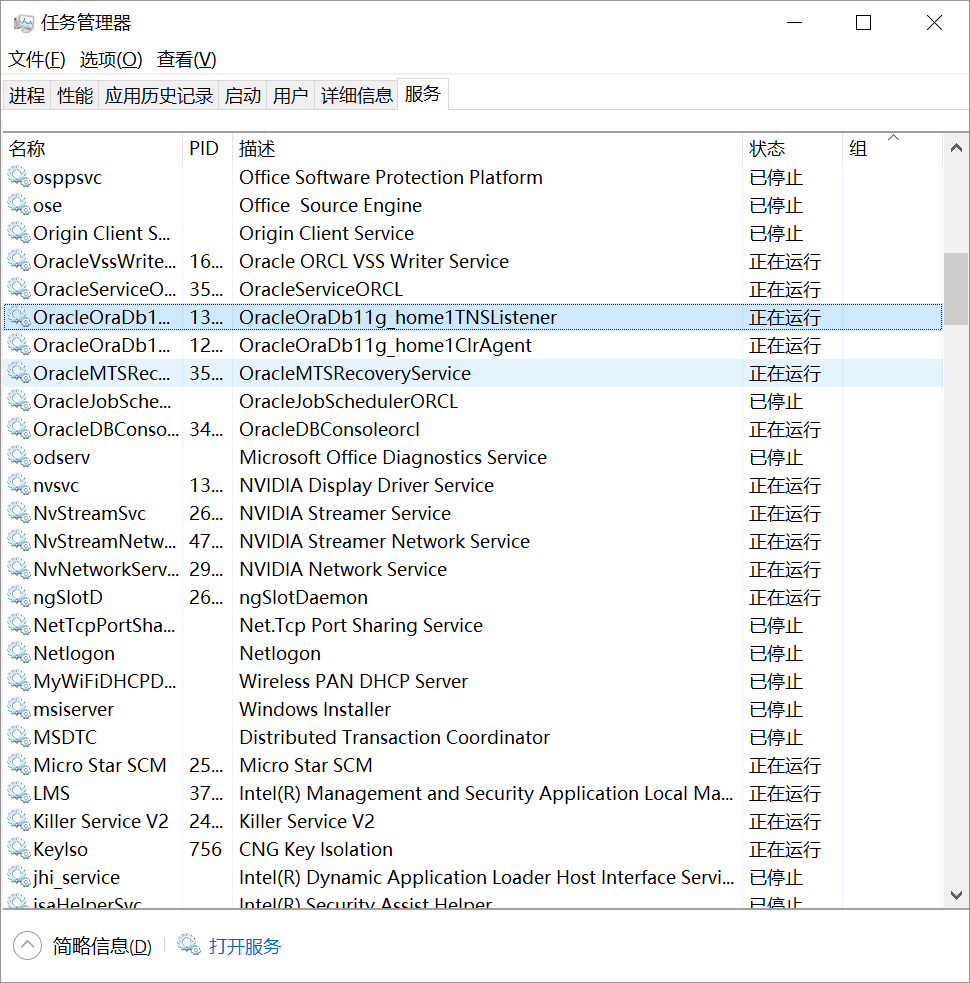 任务管理器
文件(F) 选项(O) 查看(V)
进程 性能 应用历史记录 启动 用户 详细信息 服务
名称 PID 描述 状态 组
osppsvc Office Software Protection Platform 已停止
ose Office  Source Engine 已停止
Origin Client S... Origin Client Service 已停止
OracleVssWrite... 16... Oracle ORCL VSS Writer Service 正在运行
OracleServiceO... 35... OracleServiceORCL 正在运行
OracleOraDb1... 13... OracleOraDb11g_home1TNSListener 正在运行
OracleOraDb1... 12... OracleOraDb11g_home1ClrAgent 正在运行
OracleMTSRec... 35... OracleMTSRecoveryService 正在运行
OracleJobSche... OracleJobSchedulerORCL 已停止
OracleDBConso... 34... OracleDBConsoleorcl 正在运行
odserv Microsoft Office Diagnostics Service 已停止
nvsvc 13... NVIDIA Display Driver Service 正在运行
NvStreamSvc 26... NVIDIA Streamer Service 正在运行
NvStreamNetw... 47... NVIDIA Streamer Network Service 正在运行
NvNetworkServ... 29... NVIDIA Network Service 正在运行
ngSlotD 26... ngSlotDaemon 正在运行
NetTcpPortSha... Net.Tcp Port Sharing Service 已停止
Netlogon Netlogon 已停止
MyWiFiDHCPD... Wireless PAN DHCP Server 已停止
msiserver Windows Installer 已停止
MSDTC Distributed Transaction Coordinator 已停止
Micro Star SCM 25... Micro Star SCM 正在运行
LMS 37... Intel(R) Management and Security Application Local Ma... 正在运行
Killer Service V2 24... Killer Service V2 正在运行
KeyIso 756 CNG Key Isolation 正在运行
jhi_service Intel(R) Dynamic Application Loader Host Interface Servi... 已停止
isaHelperSvc Intel(R) Security Assist Helper 已停止
简略信息(D) 打开服务